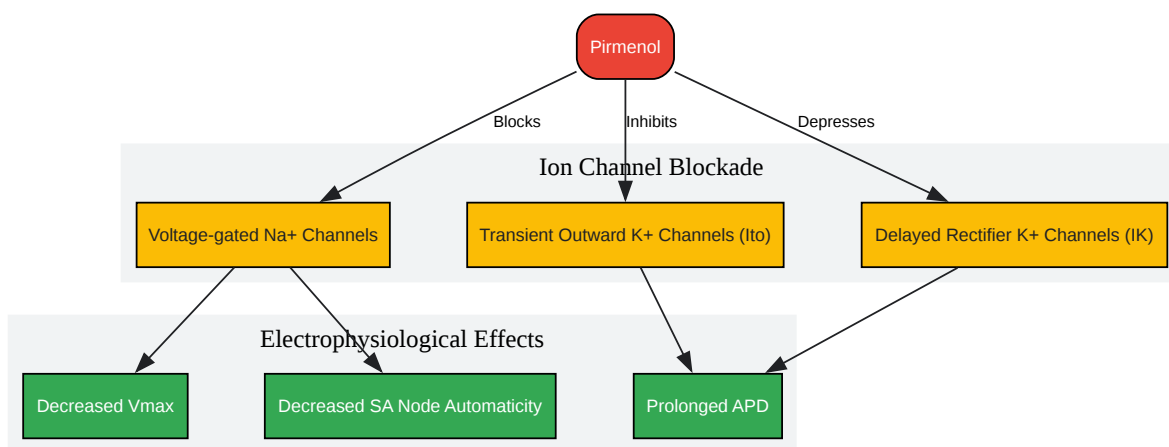 Pirmenol
Blocks
Inhibits
Depresses
Ion Channel Blockade
Voltage-gated Na+ Channels
Transient Outward K+ Channels (Ito)
Delayed Rectifier K+ Channels (IK)
Electrophysiological Effects
Decreased Vmax
Decreased SA Node Automaticity
Prolonged APD